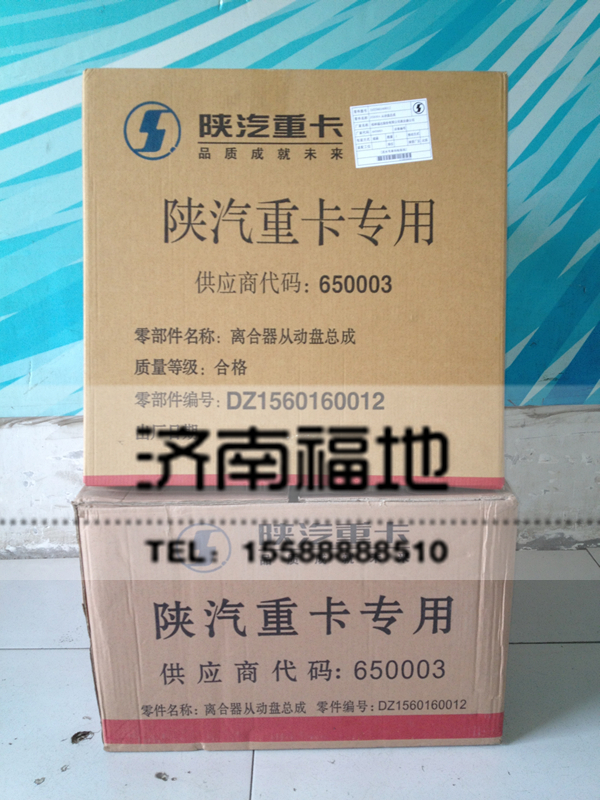 陕汽重卡
品质成就未来
陕汽重卡专用
供应商代码：650003
零部件名称：离合器从动盘总成
质量等级：合格
零部件编号：DZ1560160012
出厂日期
济南福地
陕汽重卡
TEL: 15588888510
陕汽重卡专用
供应商代码：650003
零件名称：离合器从动盘总成 零件编号：DZ1560160012